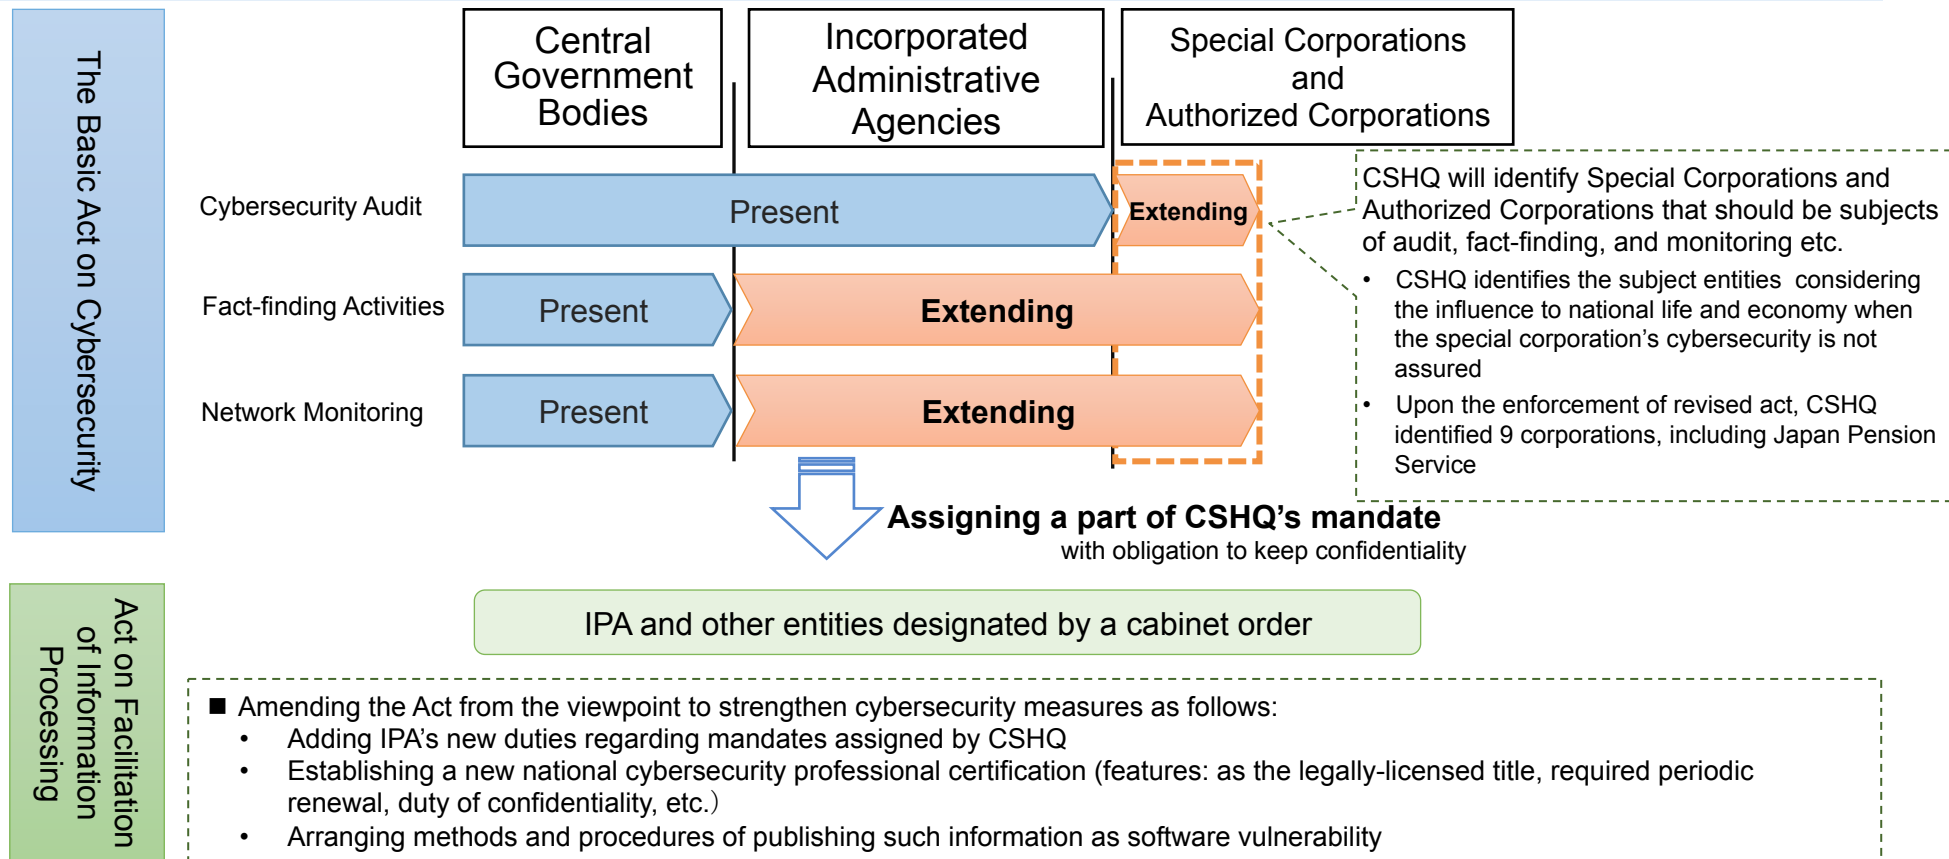 The Basic Act on Cybersecurity
Central
Government
Bodies
Incorporated
Administrative
Agencies
Special Corporations
and
Authorized Corporations
Cybersecurity Audit
Present
Extending
Fact-finding Activities
Present
Extending
Network Monitoring
Present
Extending
CSHQ will identify Special Corporations and
Authorized Corporations that should be subjects
of audit, fact-finding, and monitoring etc.
• CSHQ identifies the subject entities considering
the influence to national life and economy when
the special corporation's cybersecurity is not
assured
• Upon the enforcement of revised act, CSHQ
identified 9 corporations, including Japan Pension
Service
Assigning a part of CSHQ's mandate
with obligation to keep confidentiality
Act on Facilitation
of Information
Processing
IPA and other entities designated by a cabinet order
■ Amending the Act from the viewpoint to strengthen cybersecurity measures as follows:
• Adding IPA's new duties regarding mandates assigned by CSHQ
• Establishing a new national cybersecurity professional certification (features: as the legally-licensed title, required periodic
renewal, duty of confidentiality, etc.）
• Arranging methods and procedures of publishing such information as software vulnerability